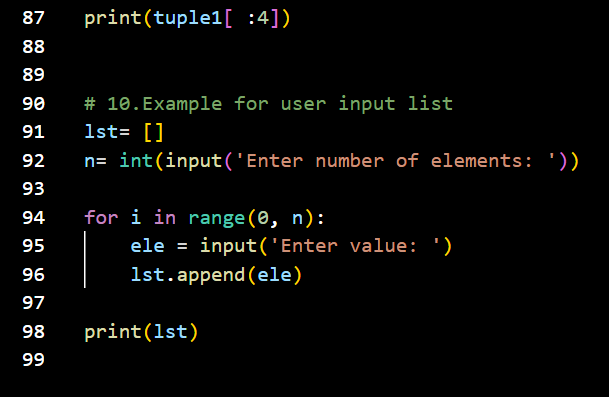 87 print(tuple1[ :4])
88
89
90 # 10.Example for user input list
91 lst= []
92 n= int(input('Enter number of elements: '))
93
94 for i in range(0, n):
95     ele = input('Enter value: ')
96     lst.append(ele)
97
98 print(lst)
99